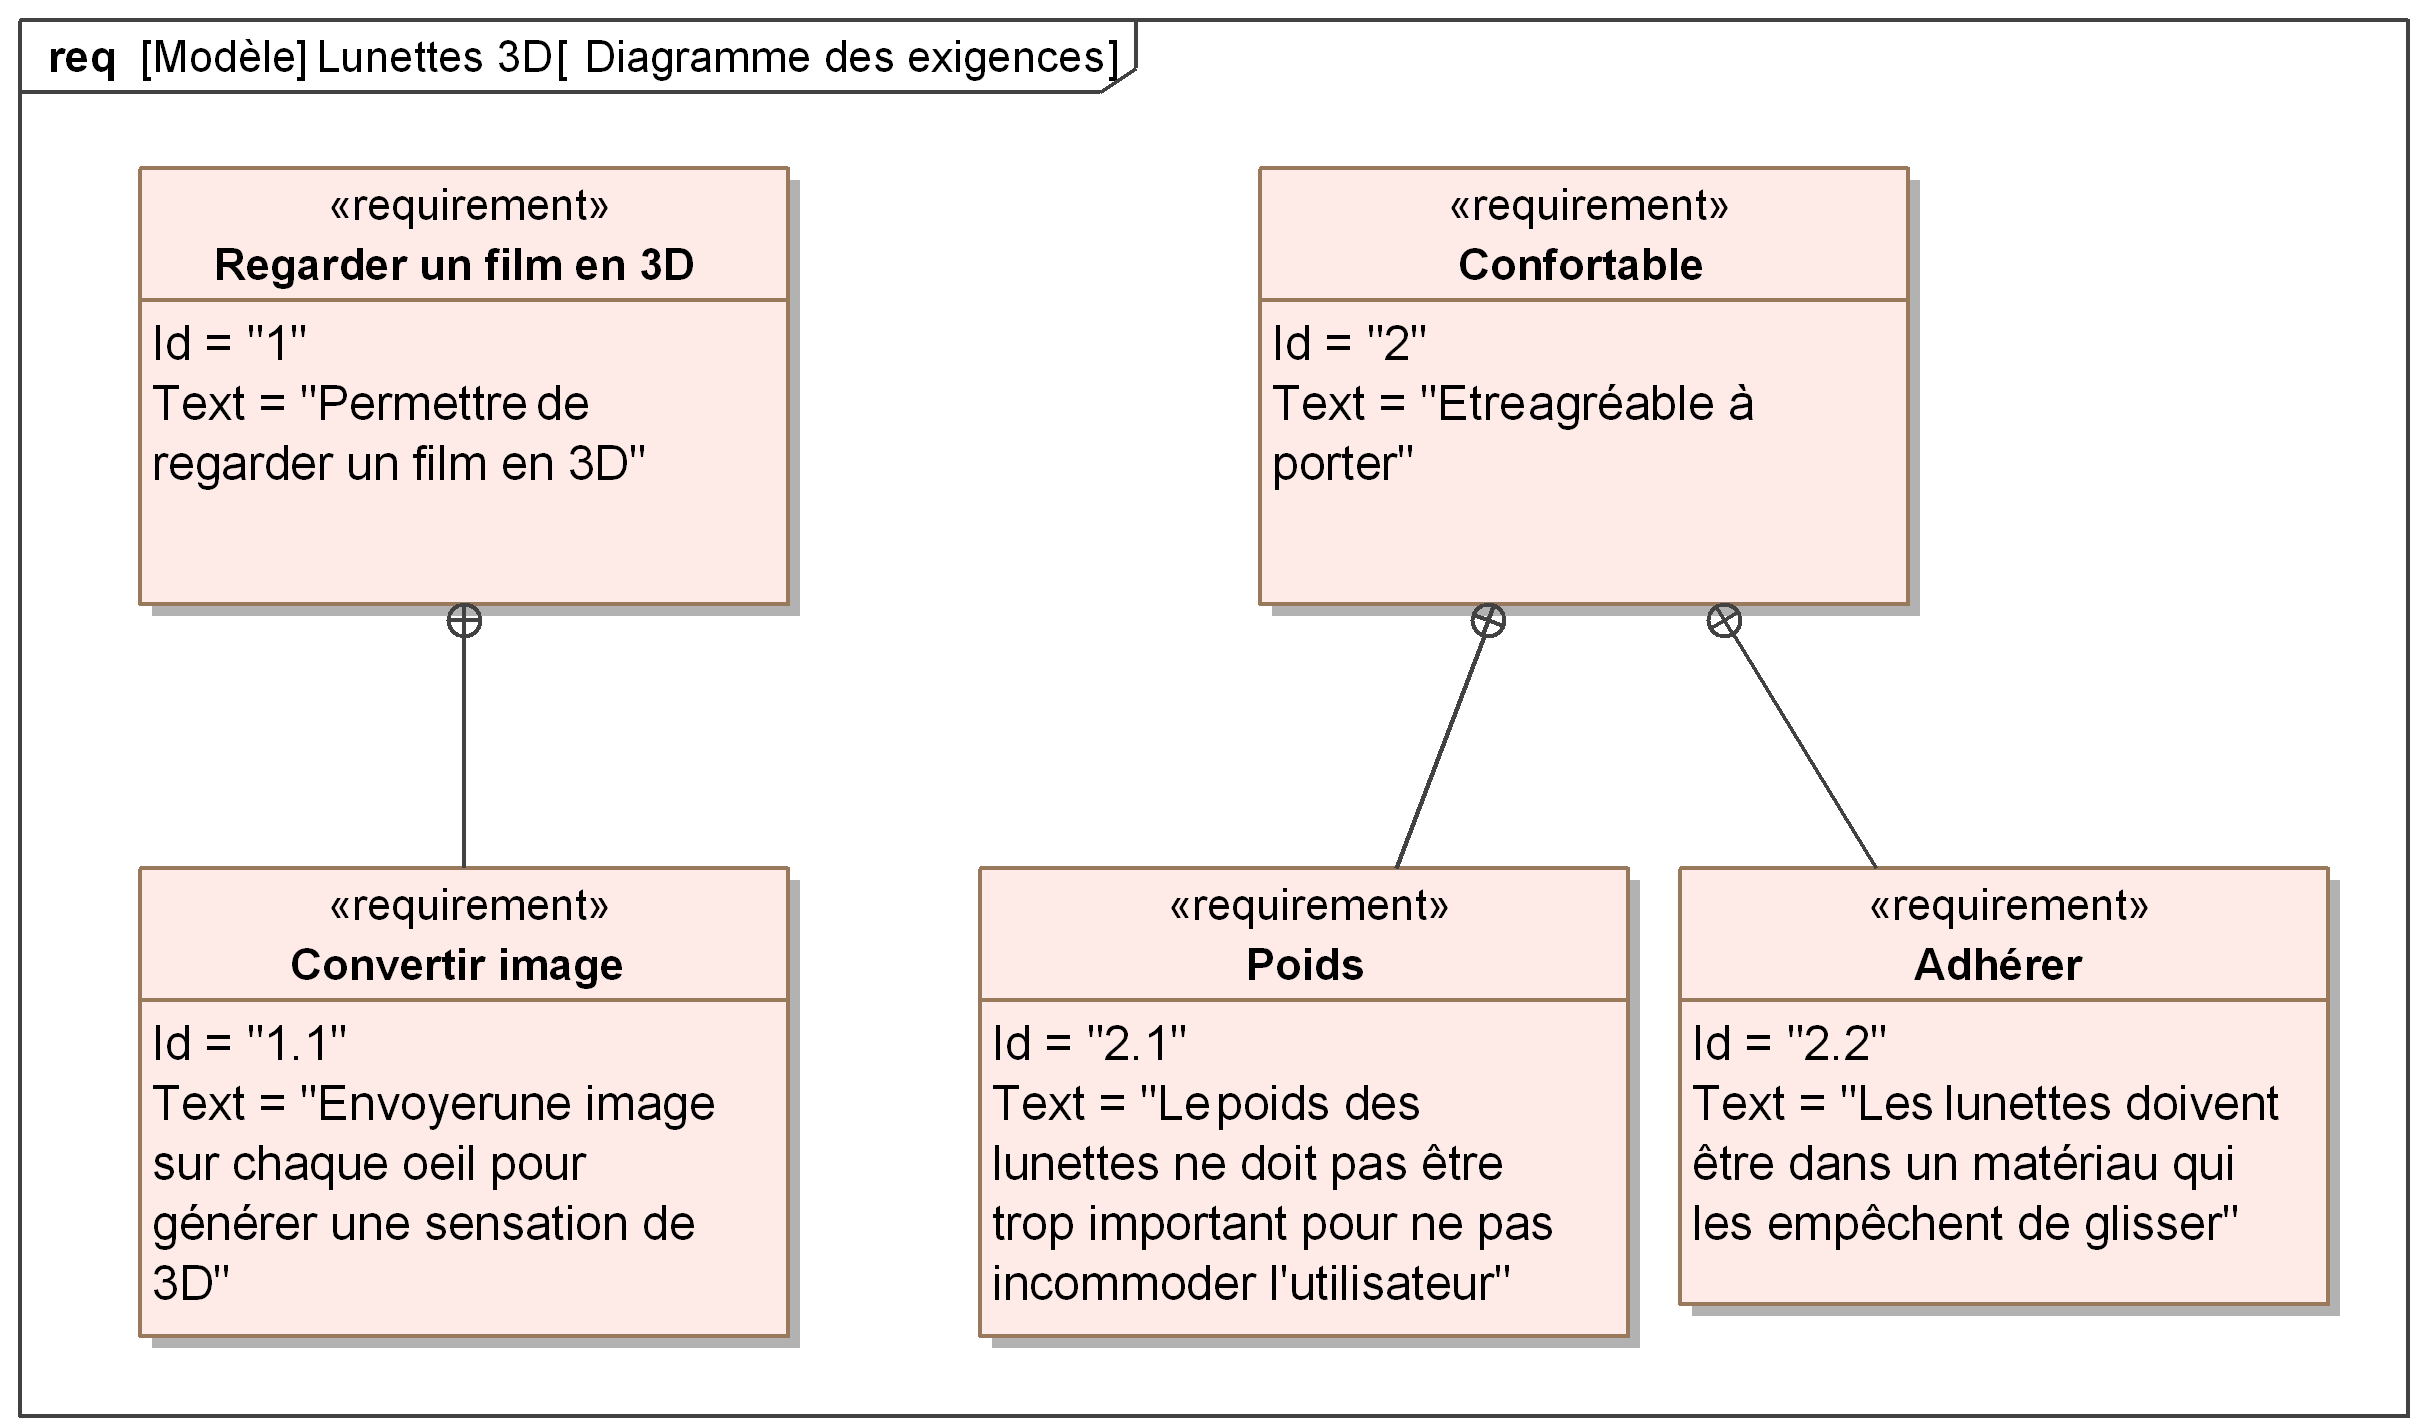 req [Modèle] Lunettes 3D[ Diagramme des exigences]
«requirement»
Regarder un film en 3D
Id = "1"
Text = "Permettre de
regarder un film en 3D"
«requirement»
Confortable
Id = "2"
Text = "Etreagréable à
porter"
«requirement»
Convertir image
Id = "1.1"
Text = "Envoyerune image
sur chaque oeil pour
générer une sensation de
3D"
«requirement»
Poids
Id = "2.1"
Text = "Lepoids des
lunettes ne doit pas être
trop important pour ne pas
incommoder l'utilisateur"
«requirement»
Adhérer
Id = "2.2"
Text = "Les lunettes doivent
être dans un matériau qui
les empêchent de glisser"